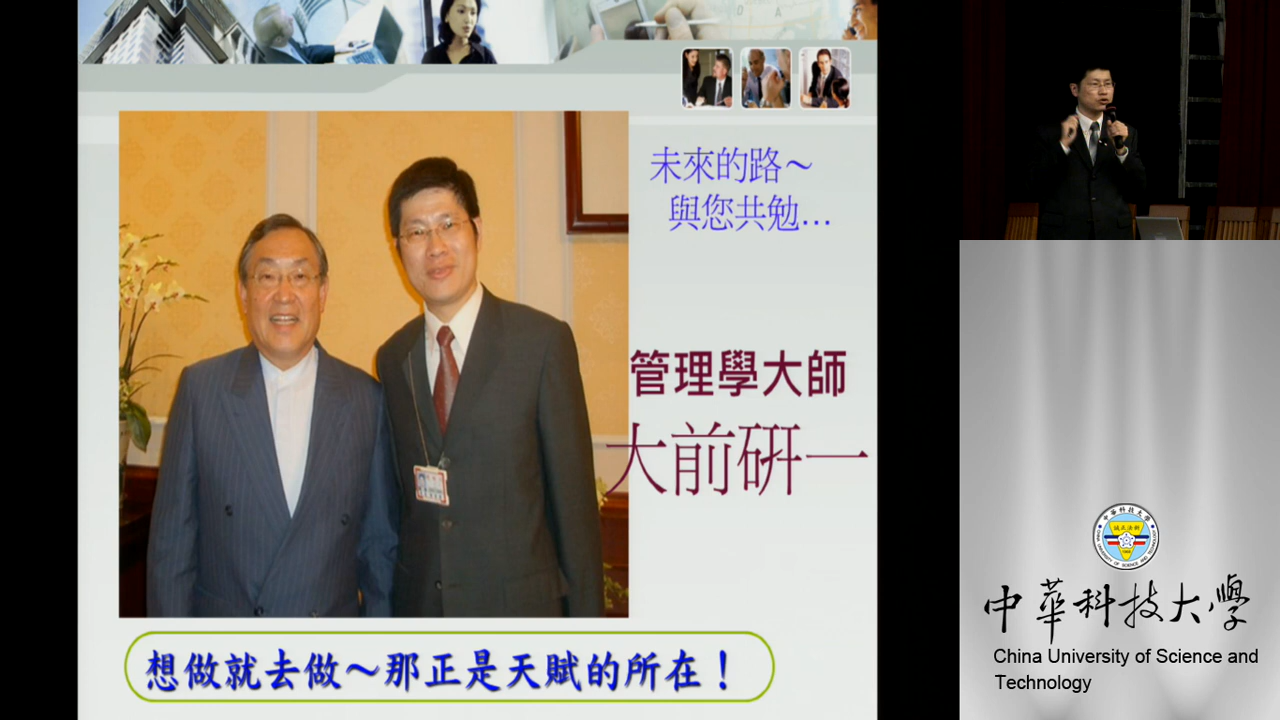 未來的路～
與您共勉...
管理學大師
大前研一
想做就去做～那正是天賦的所在！
中華科技大學
China University of Science and
Technology